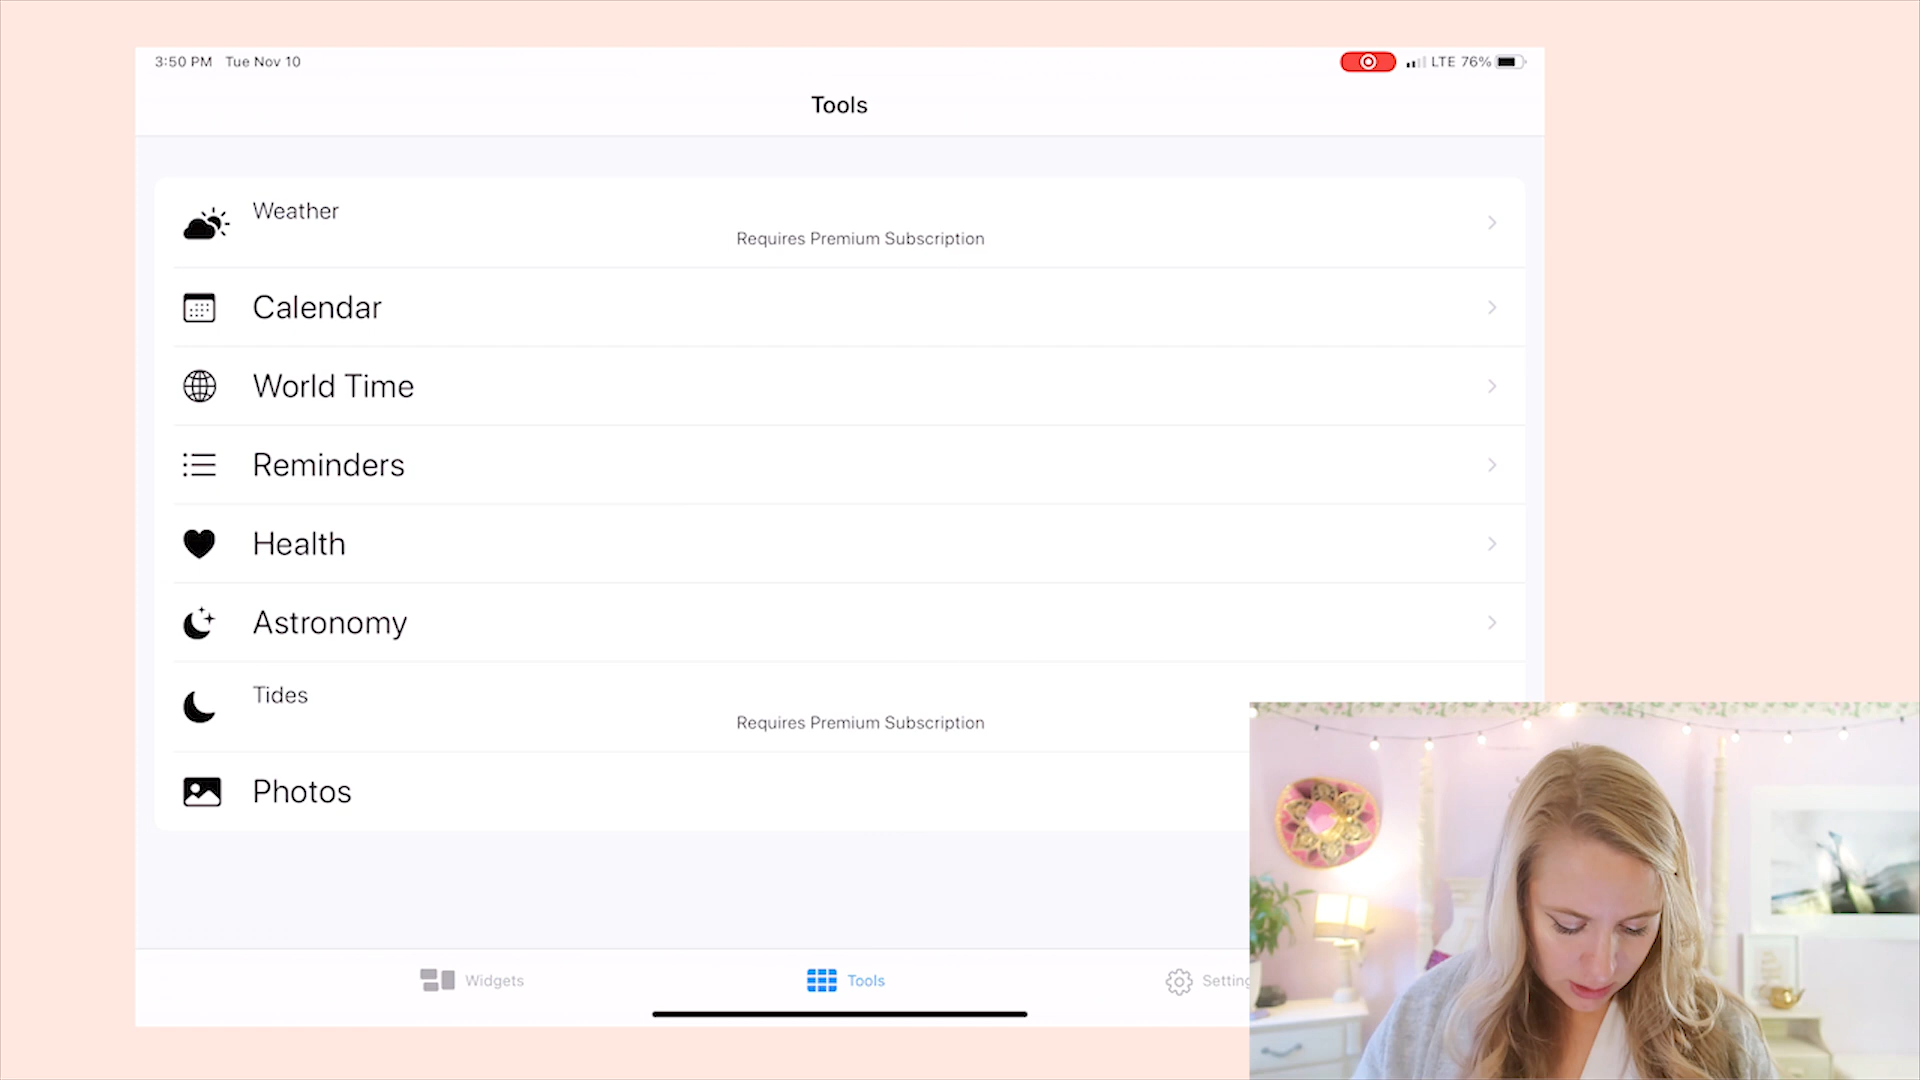 3:50 PM Tue Nov 10
LTE 76%
Tools
Weather
Requires Premium Subscription
Calendar
World Time
Reminders
Health
Astronomy
Tides
Requires Premium Subscription
Photos
Widgets
Tools
Setting